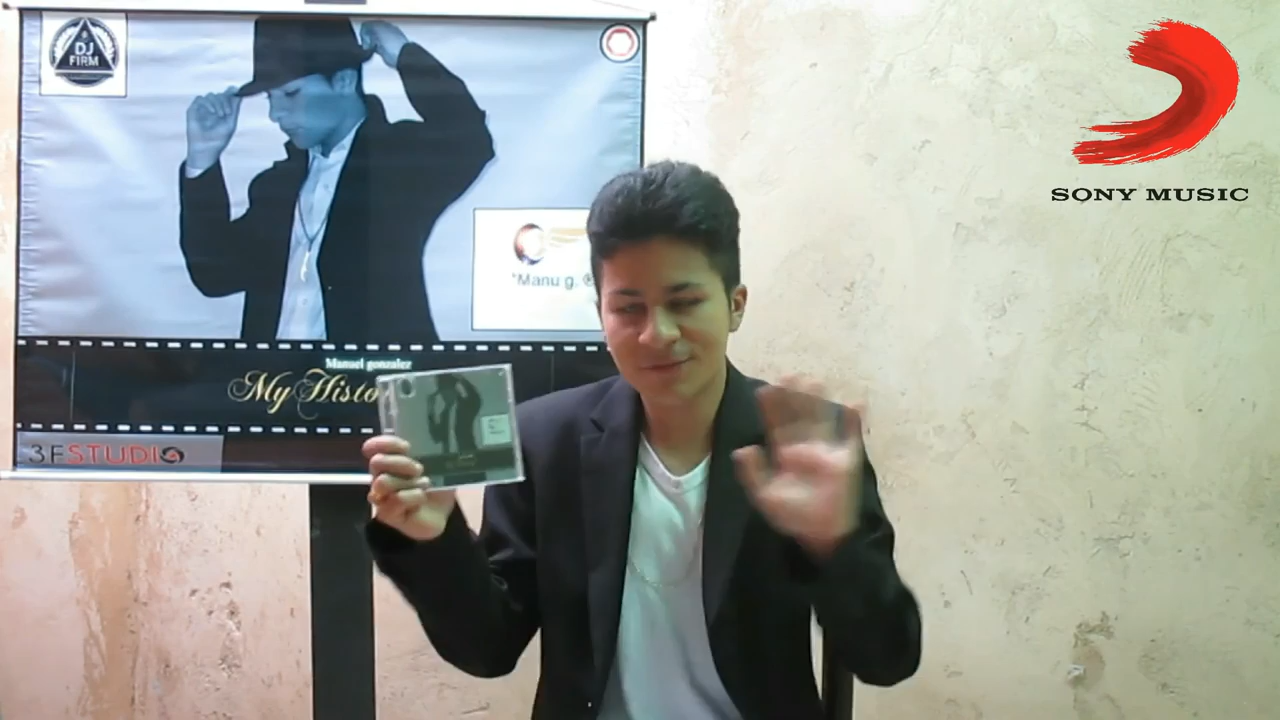 DJ
FIRM
SONY MUSIC
"Manu g. ®
Manuel gonzalez
My Histo
3FSTUDIO